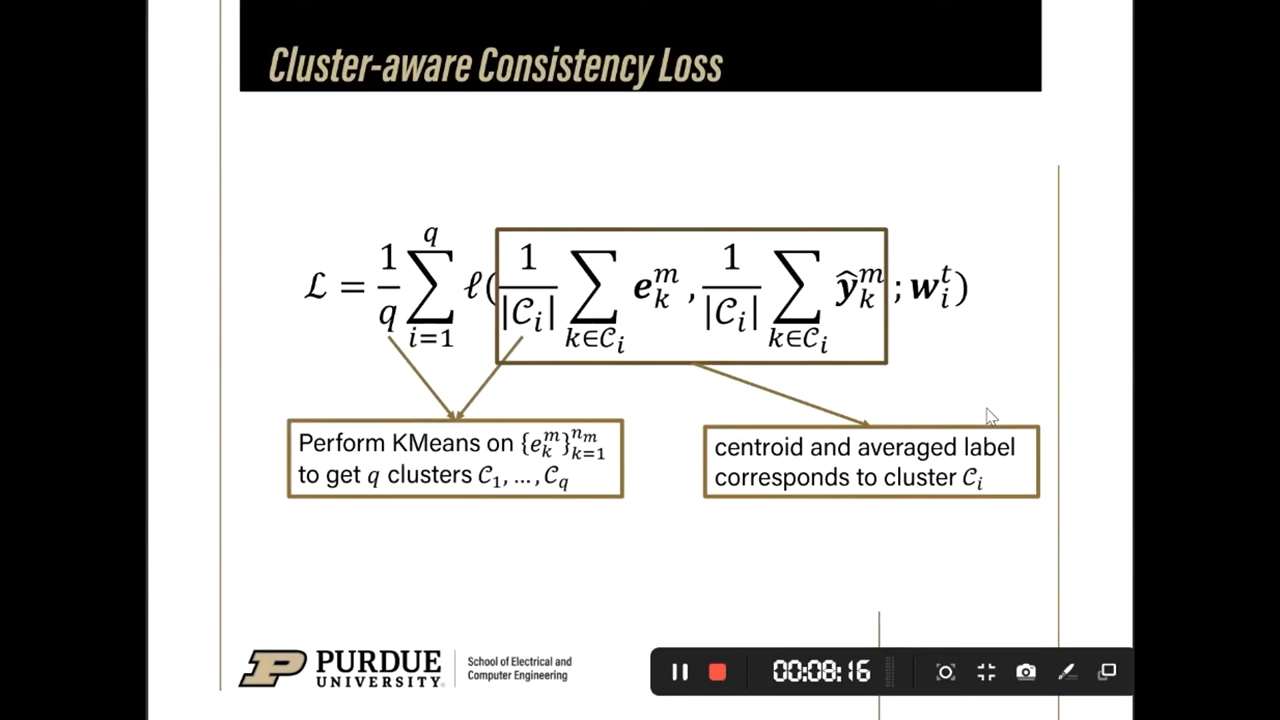 Cluster-aware Consistency Loss
ℒ = 1/q ∑_{i=1}^{q} ℓ(1/|𝒞_i| ∑_{k∈𝒞_i} e_k^m , 1/|𝒞_i| ∑_{k∈𝒞_i} ŷ_k^m ; w_i^t)
Perform KMeans on {e_k^m}_{k=1}^{n_m}
to get q clusters 𝒞_1, …, 𝒞_q
centroid and averaged label
corresponds to cluster 𝒞_i
PURDUE
UNIVERSITY.
School of Electrical and
Computer Engineering
00:08:16